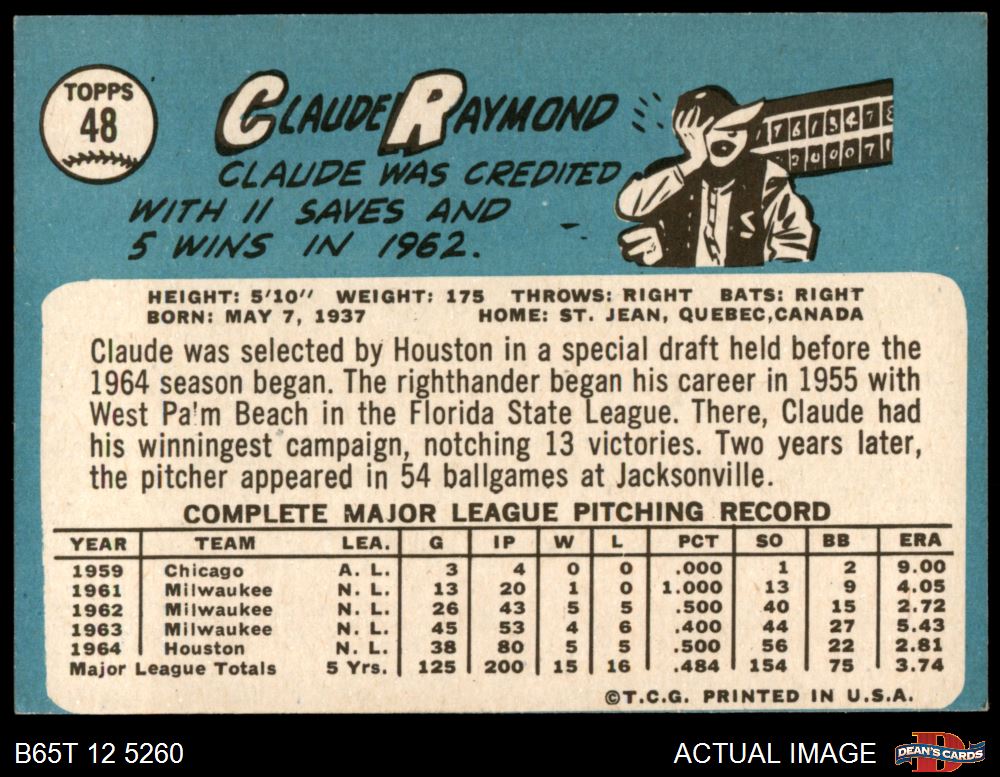 TOPPS
48
CLAUDE RAYMOND
CLAUDE WAS CREDITED
WITH 11 SAVES AND
5 WINS IN 1962.
HEIGHT: 5'10" WEIGHT: 175 THROWS: RIGHT BATS: RIGHT
BORN: MAY 7, 1937 HOME: ST. JEAN, QUEBEC, CANADA
Claude was selected by Houston in a special draft held before the
1964 season began. The righthander began his career in 1955 with
West Pa'm Beach in the Florida State League. There, Claude had
his winningest campaign, notching 13 victories. Two years later,
the pitcher appeared in 54 ballgames at Jacksonville.
COMPLETE MAJOR LEAGUE PITCHING RECORD
YEAR TEAM LEA. G IP W L PCT SO BB ERA
1959 Chicago A. L. 3 4 0 0 .000 1 2 9.00
1961 Milwaukee N. L. 13 20 1 0 1.000 13 9 4.05
1962 Milwaukee N. L. 26 43 5 5 .500 40 15 2.72
1963 Milwaukee N. L. 45 53 4 6 .400 44 27 5.43
1964 Houston N. L. 38 80 5 5 .500 56 22 2.81
Major League Totals 5 Yrs. 125 200 15 16 .484 154 75 3.74
©T.C.G. PRINTED IN U.S.A.
B65T 12 5260 ACTUAL IMAGE DEAN'S CARDS